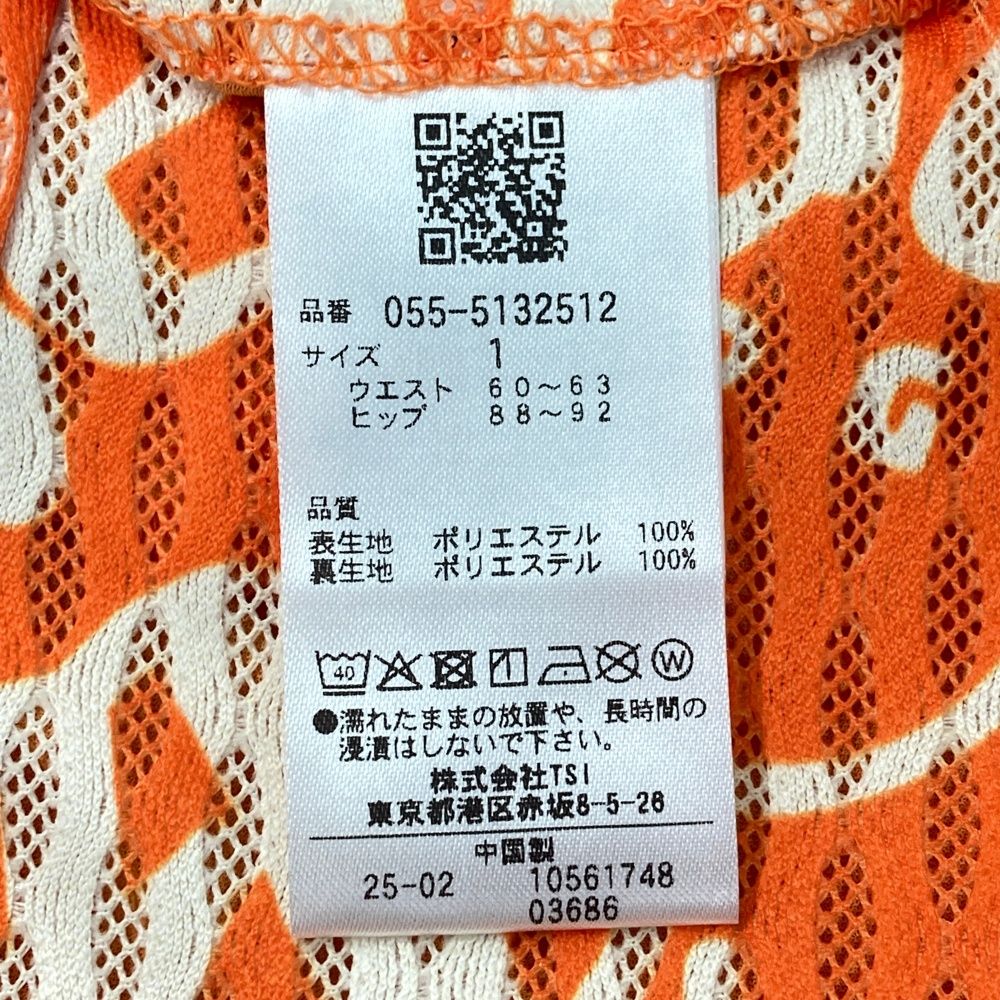 品番 055-5132512
サイズ 1
ウエスト 60～63
ヒップ 88～92
品質
表生地 ポリエステル 100%
裏生地 ポリエステル 100%
40 W
●濡れたままの放置や、長時間の
浸漬はしないで下さい。
株式会社TSI
東京都港区赤坂8-5-26
中国製
25-02 10561748
03686